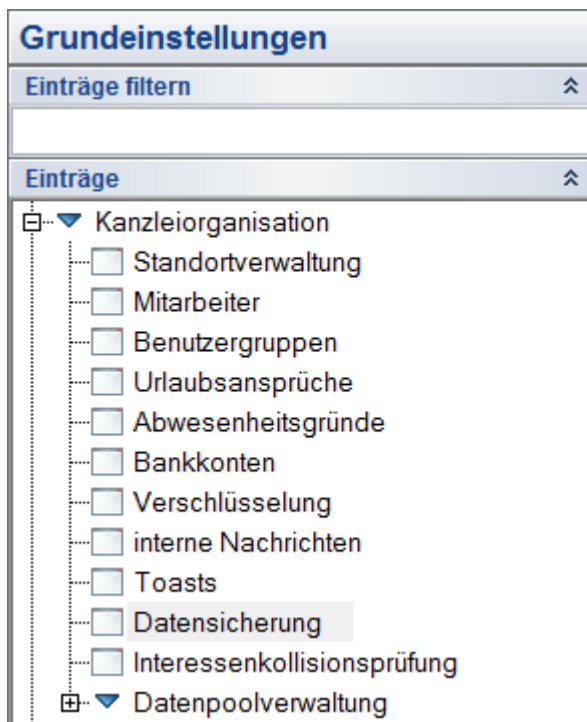 Grundeinstellungen
Einträge filtern
Einträge
Kanzleiorganisation
Standortverwaltung
Mitarbeiter
Benutzergruppen
Urlaubsansprüche
Abwesenheitsgründe
Bankkonten
Verschlüsselung
interne Nachrichten
Toasts
Datensicherung
Interessenkollisionsprüfung
Datenpoolverwaltung